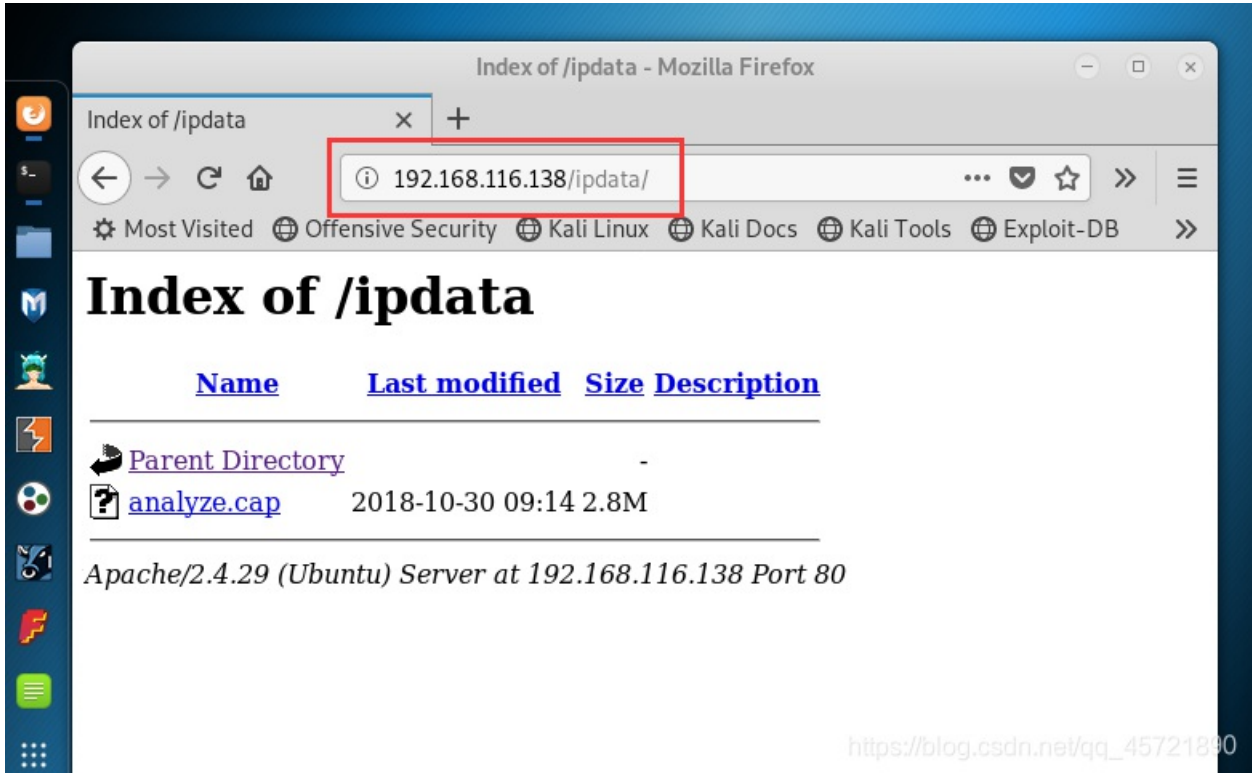 Index of /ipdata - Mozilla Firefox
Index of /ipdata
192.168.116.138/ipdata/
Most Visited Offensive Security Kali Linux Kali Docs Kali Tools Exploit-DB
Index of /ipdata
Name Last modified Size Description
Parent Directory -
analyze.cap 2018-10-30 09:14 2.8M
Apache/2.4.29 (Ubuntu) Server at 192.168.116.138 Port 80
https://blog.csdn.net/qq_45721890